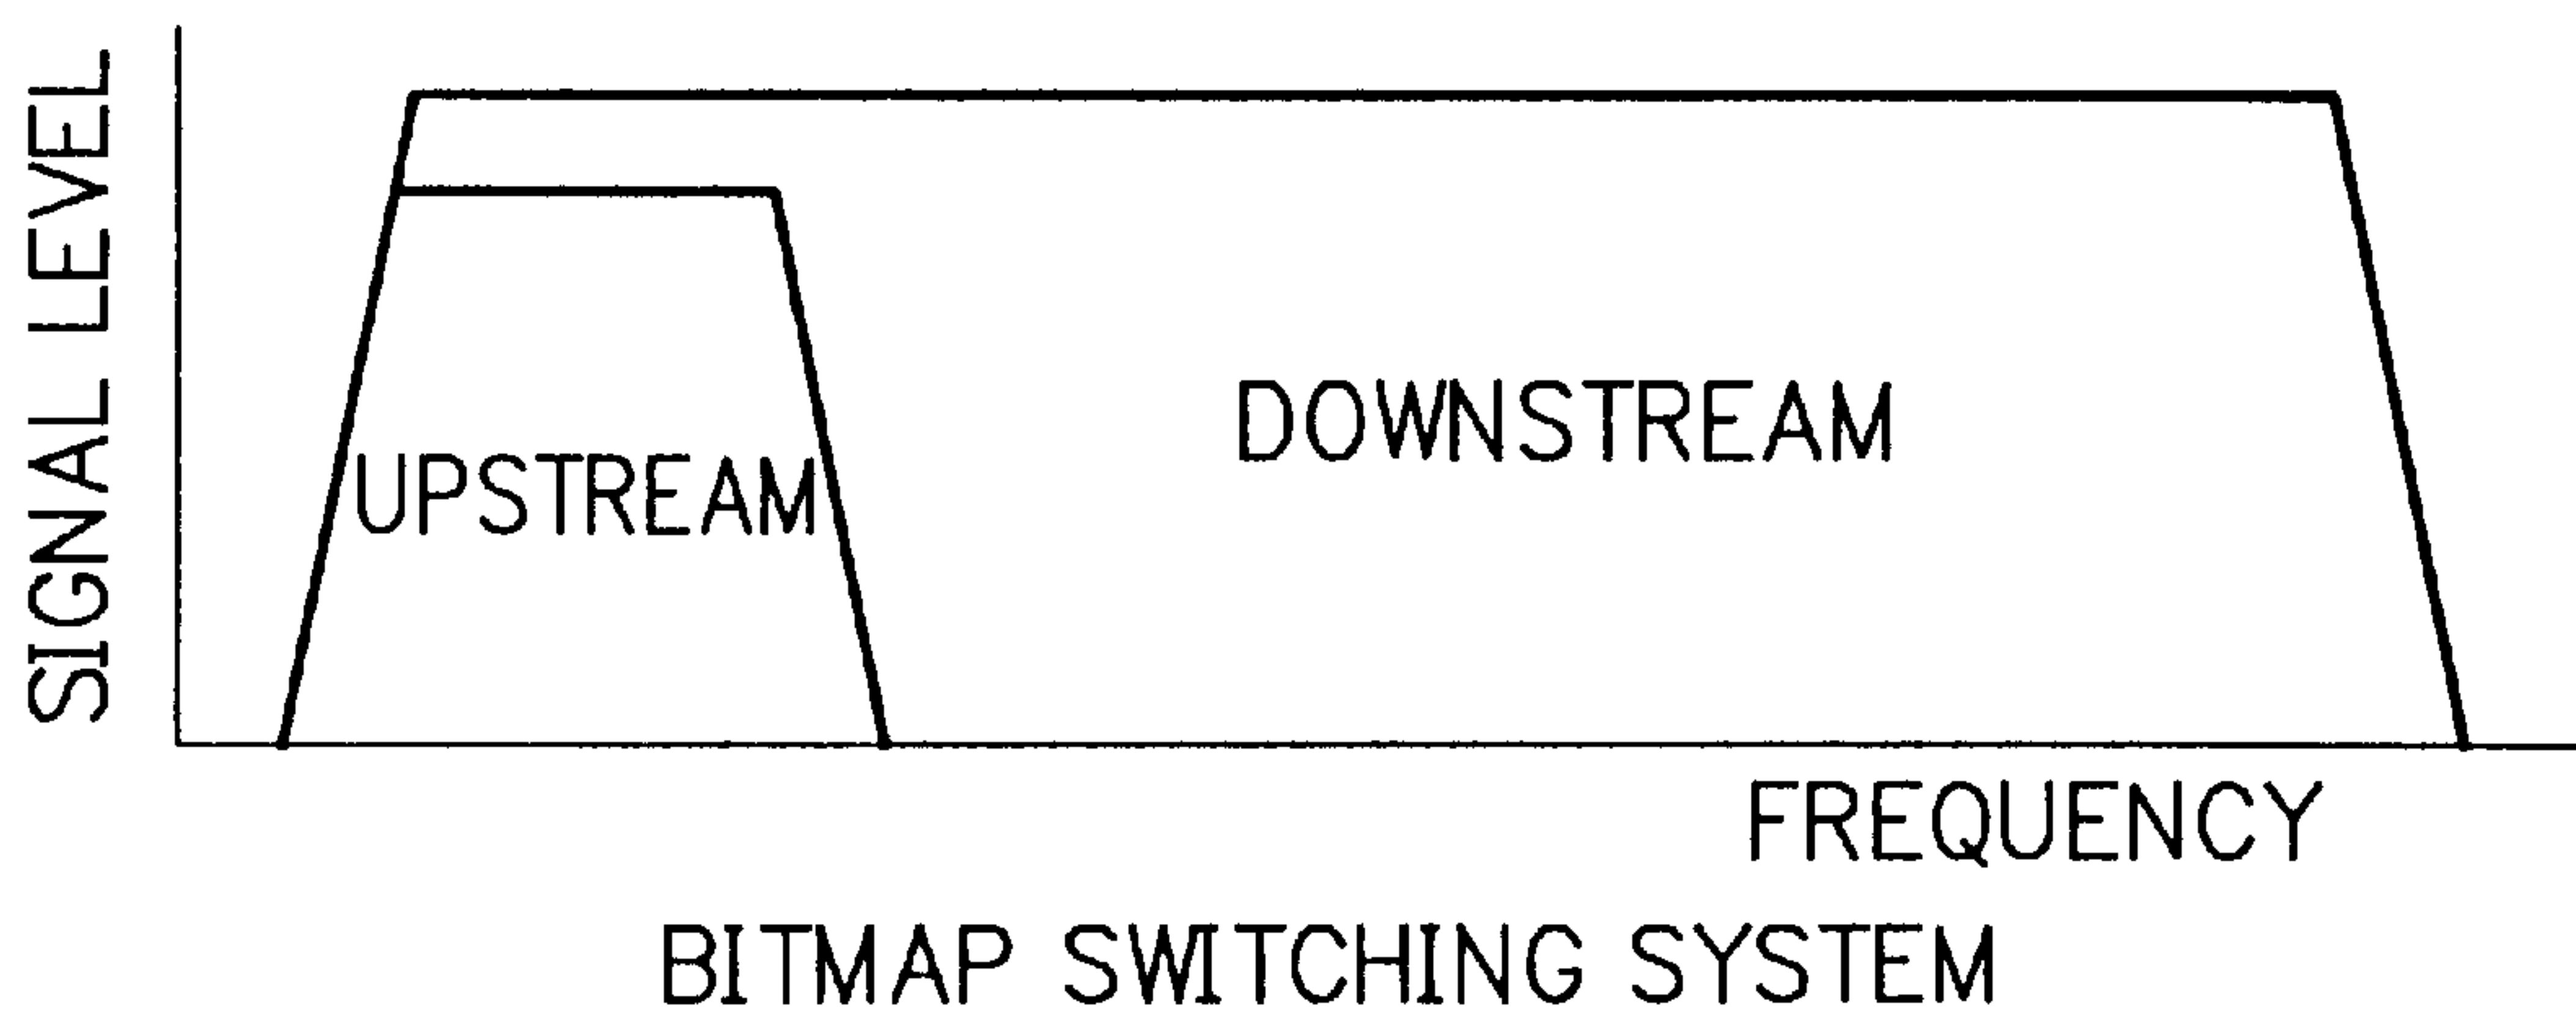 SIGNAL LEVEL
DOWNSTREAM
UPSTREAM
FREQUENCY
BITMAP SWITCHING SYSTEM